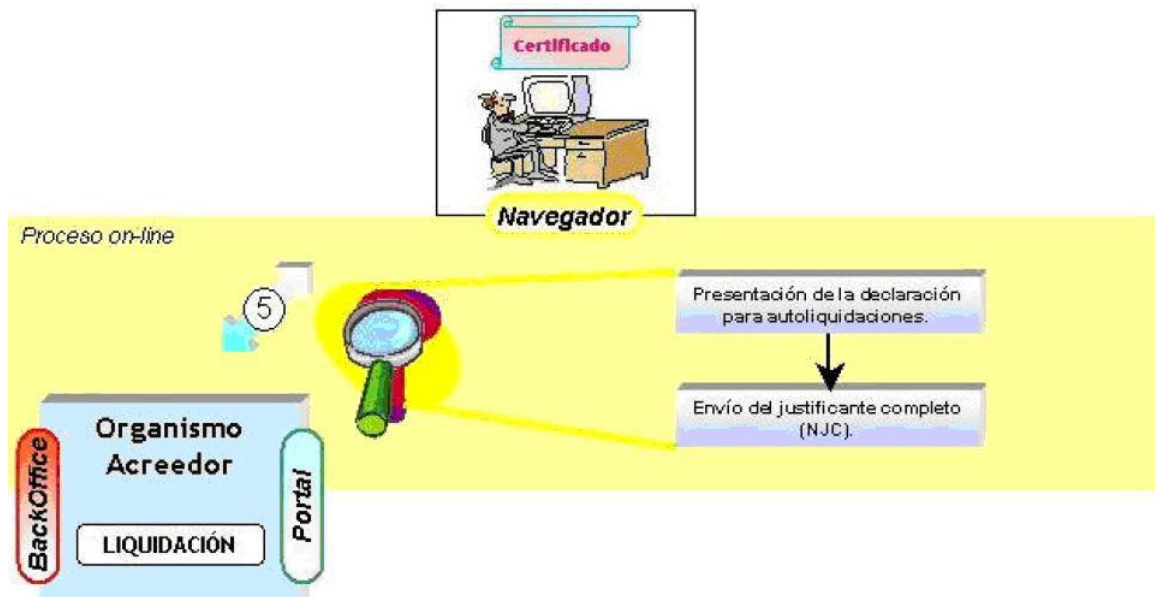 Certificado
Navegador
Proceso on-line
5
Presentación de la declaración
para autoliquidaciones.
Envío del justificante completo
(NJC).
Organismo
Acreedor
BackOffice
Portal
LIQUIDACIÓN